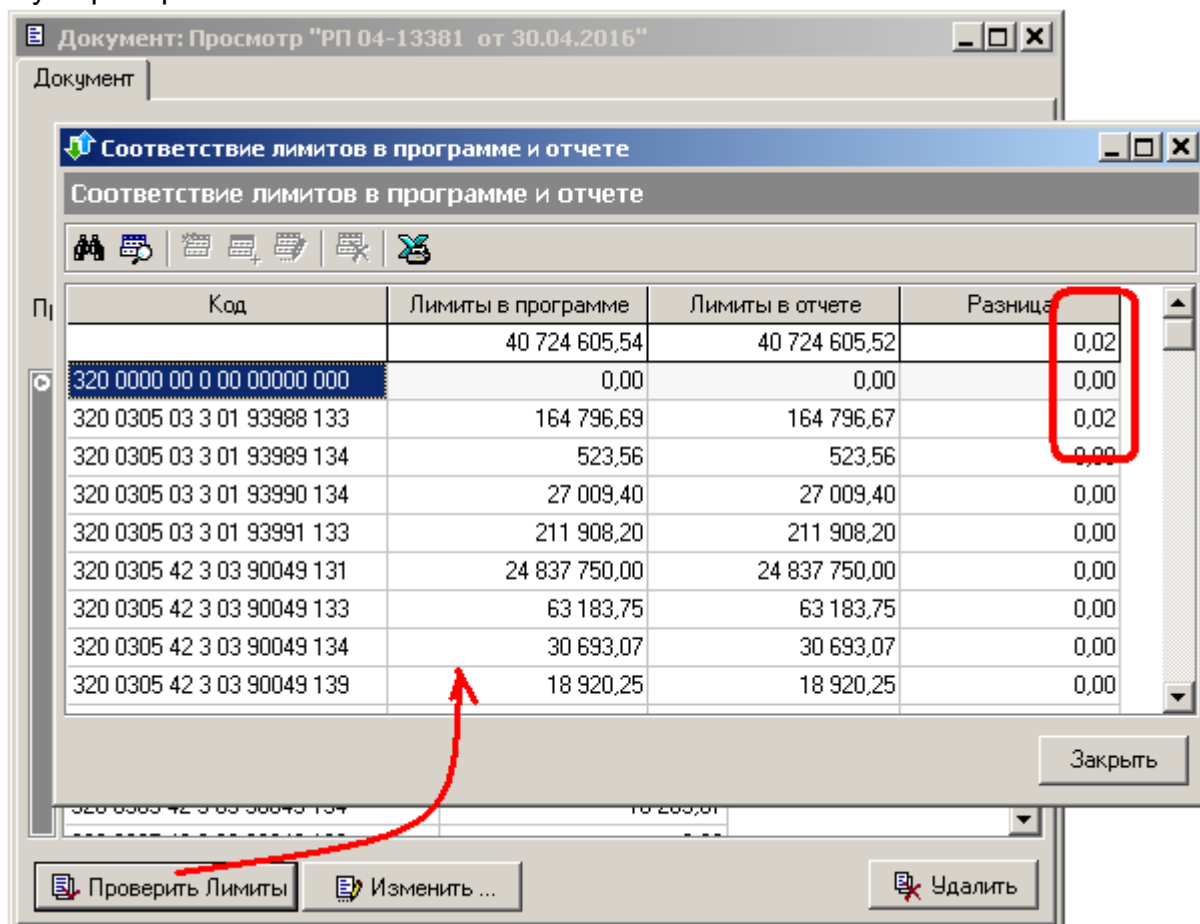 Документ: Просмотр "РП 04-13381 от 30.04.2016"
Документ
Соответствие лимитов в программе и отчете
Соответствие лимитов в программе и отчете
Код Лимиты в программе Лимиты в отчете Разница
40 724 605,54 40 724 605,52 0,02
320 0000 00 0 00 00000 000 0,00 0,00 0,00
320 0305 03 3 01 93988 133 164 796,69 164 796,67 0,02
320 0305 03 3 01 93989 134 523,56 523,56 0,00
320 0305 03 3 01 93990 134 27 009,40 27 009,40 0,00
320 0305 03 3 01 93991 133 211 908,20 211 908,20 0,00
320 0305 42 3 03 90049 131 24 837 750,00 24 837 750,00 0,00
320 0305 42 3 03 90049 133 63 183,75 63 183,75 0,00
320 0305 42 3 03 90049 134 30 693,07 30 693,07 0,00
320 0305 42 3 03 90049 139 18 920,25 18 920,25 0,00
Закрыть
Проверить Лимиты Изменить ... Удалить